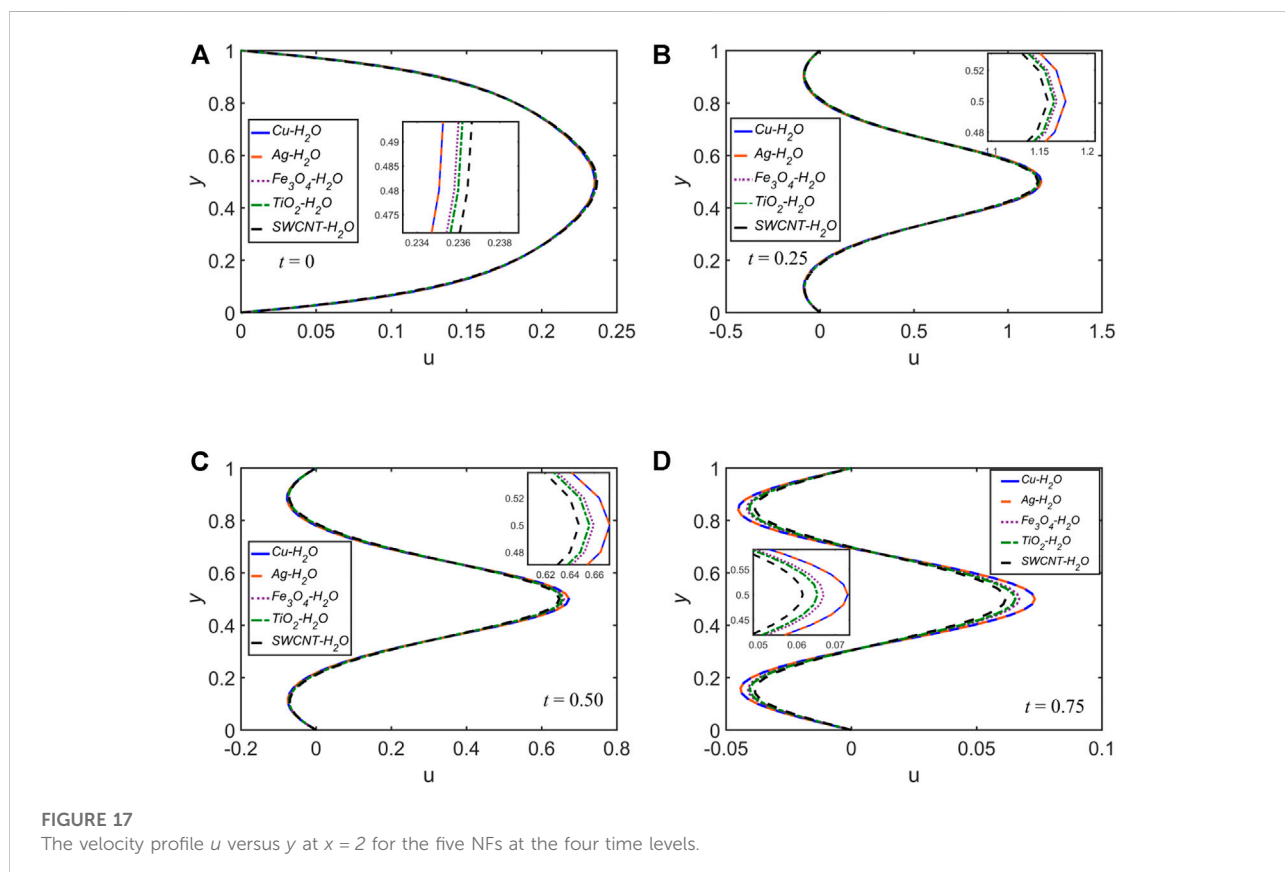 A
1
0.8
0.6
0.4
0.2
0
y
Cu-H2O
Ag-H2O
Fe3O4-H2O
TiO2-H2O
SWCNT-H2O
t = 0
0.49
0.48
0.475
0.234 0.236 0.238
0 0.05 0.1 0.15 0.2 0.25
u
B
1
0.8
0.6
0.4
0.2
0
y
Cu-H2O
Ag-H2O
Fe3O4-H2O
TiO2-H2O
SWCNT-H2O
t = 0.25
0.52
0.5
0.48
1.1 1.15 1.2
-0.5 0 0.5 1 1.5
u
C
1
0.8
0.6
0.4
0.2
0
y
Cu-H2O
Ag-H2O
Fe3O4-H2O
TiO2-H2O
SWCNT-H2O
t = 0.50
0.52
0.5
0.48
0.62 0.64 0.66
-0.2 0 0.2 0.4 0.6 0.8
u
D
1
0.8
0.6
0.4
0.2
0
y
Cu-H2O
Ag-H2O
Fe3O4-H2O
TiO2-H2O
SWCNT-H2O
t = 0.75
0.55
0.5
0.45
0.05 0.06 0.07
-0.05 0 0.05 0.1
u
FIGURE 17
The velocity profile u versus y at x = 2 for the five NFs at the four time levels.